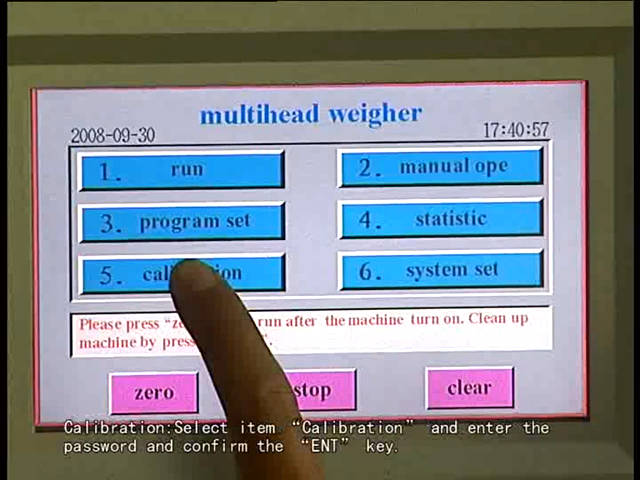 multihead weigher
2008-09-30 17:40:57
1. run 2. manual ope
3. program set 4. statistic
5. 6. system set
Please press run after the machine turn on. Clean up
machine by
zero stop clear
Calibration:Select item "Calibration" and enter the
password and confirm the "ENT" key.